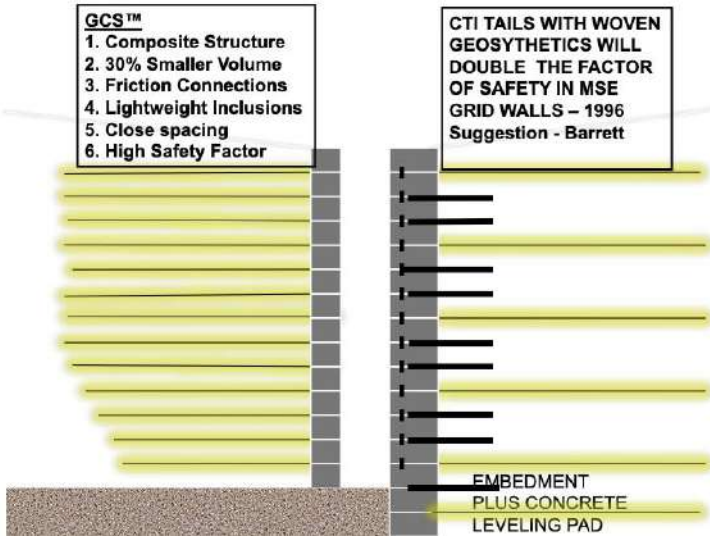 GCS™
1. Composite Structure
2. 30% Smaller Volume
3. Friction Connections
4. Lightweight Inclusions
5. Close spacing
6. High Safety Factor
CTI TAILS WITH WOVEN
GEOSYTHETICS WILL
DOUBLE THE FACTOR
OF SAFETY IN MSE
GRID WALLS – 1996
Suggestion - Barrett
EMBEDMENT
PLUS CONCRETE
LEVELING PAD